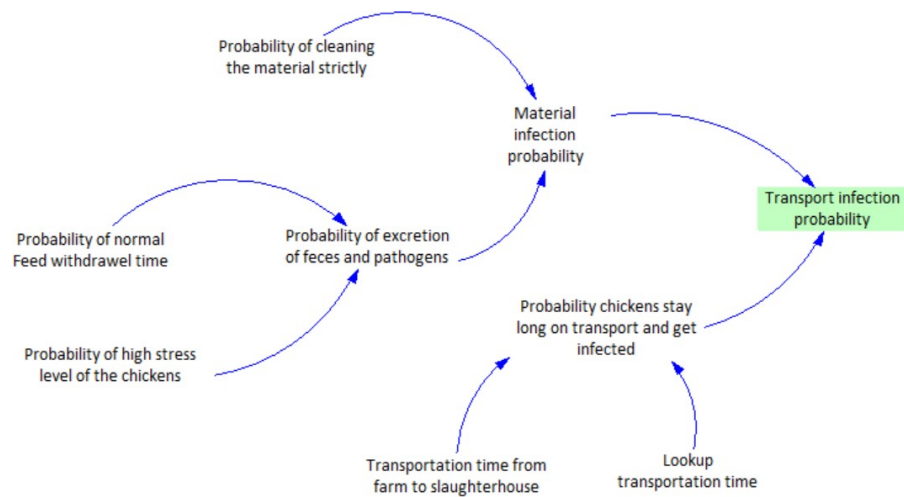 Probability of cleaning
the material strictly
Material
infection
probability
Transport infection
probability
Probability of normal
Feed withdrawel time
Probability of excretion
of feces and pathogens
Probability chickens stay
long on transport and get
infected
Probability of high stress
level of the chickens
Transportation time from
farm to slaughterhouse
Lookup
transportation time